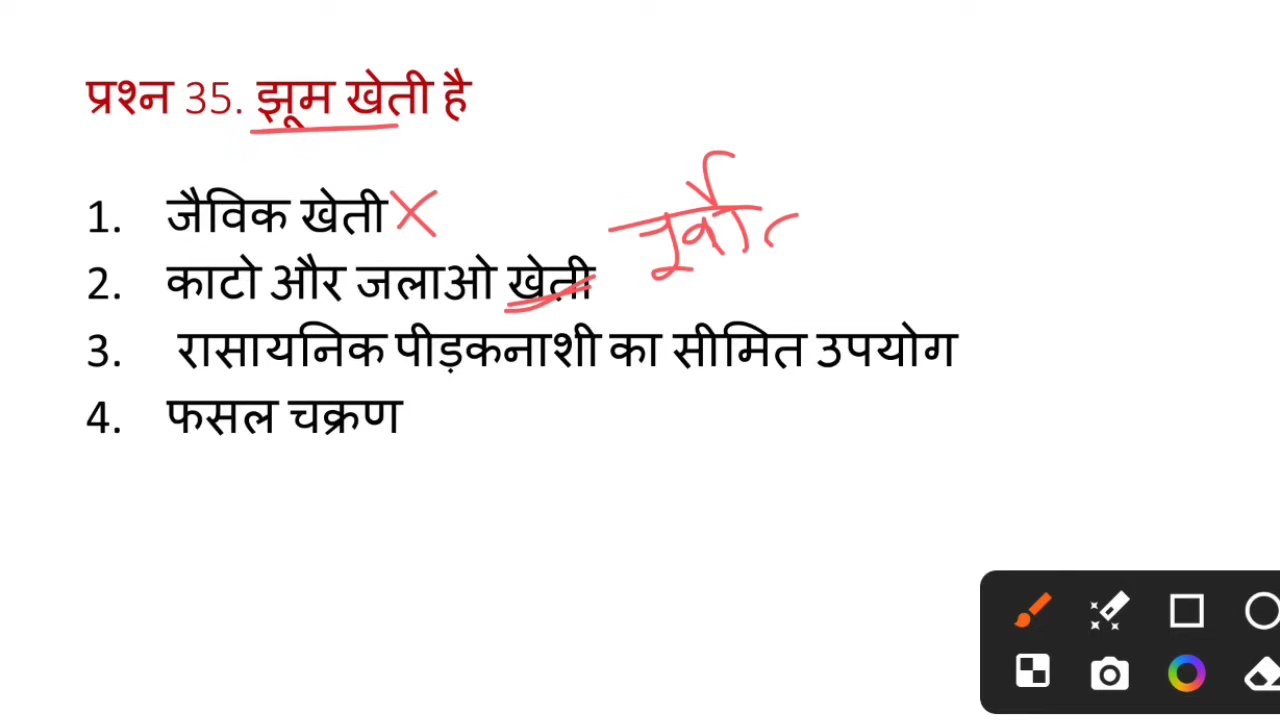 प्रश्न 35. झूम खेती है
1. जैविक खेती
2. काटो और जलाओ खेती
3. रासायनिक पीड़कनाशी का सीमित उपयोग
4. फसल चक्रण